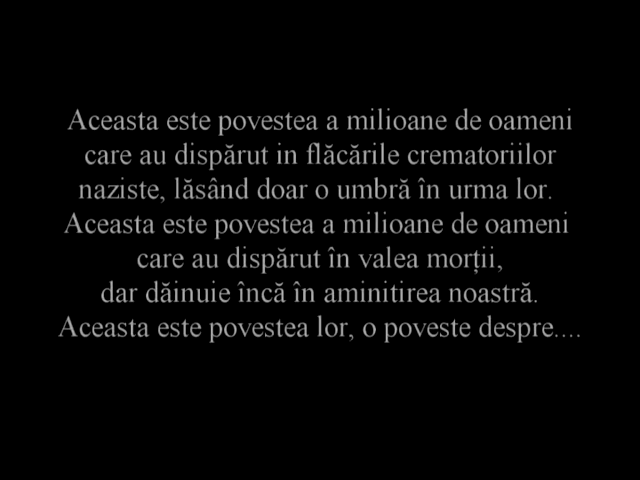 Aceasta este povestea a milioane de oameni
care au dispărut in flăcările crematoriilor
naziste, lăsând doar o umbră în urma lor.
Aceasta este povestea a milioane de oameni
care au dispărut în valea morții,
dar dăinuie încă în aminitirea noastră.
Aceasta este povestea lor, o poveste despre....